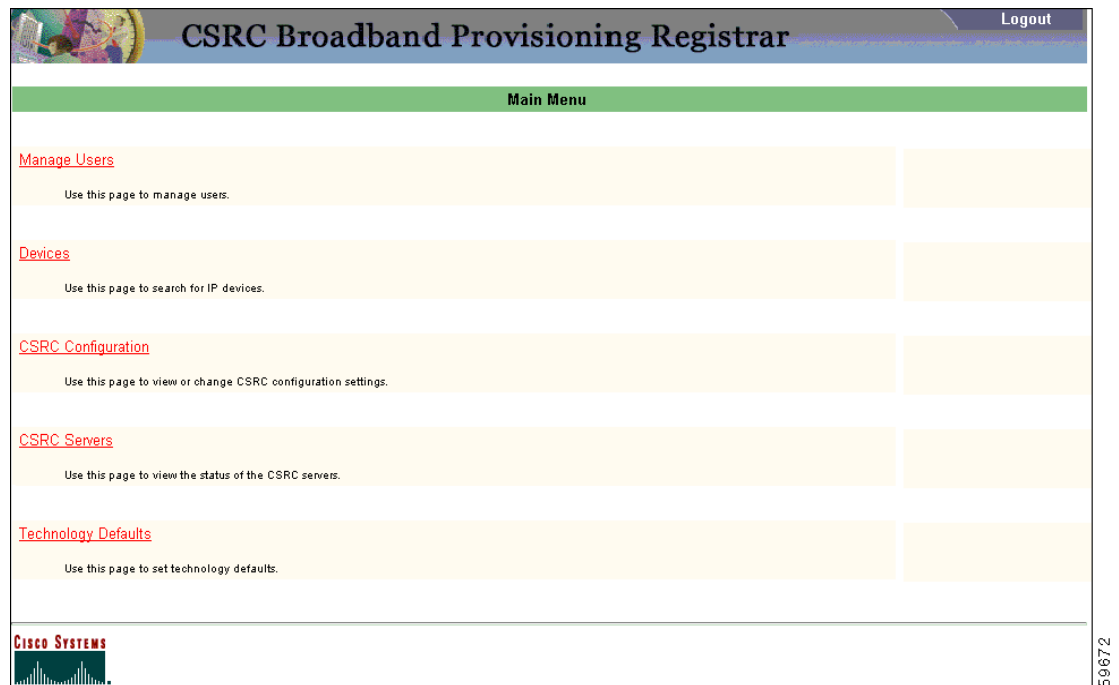 CSRC Broadband Provisioning Registrar
Logout
Main Menu
Manage Users
Use this page to manage users.
Devices
Use this page to search for IP devices.
CSRC Configuration
Use this page to view or change CSRC configuration settings.
CSRC Servers
Use this page to view the status of the CSRC servers.
Technology Defaults
Use this page to set technology defaults.
CISCO SYSTEMS
59672